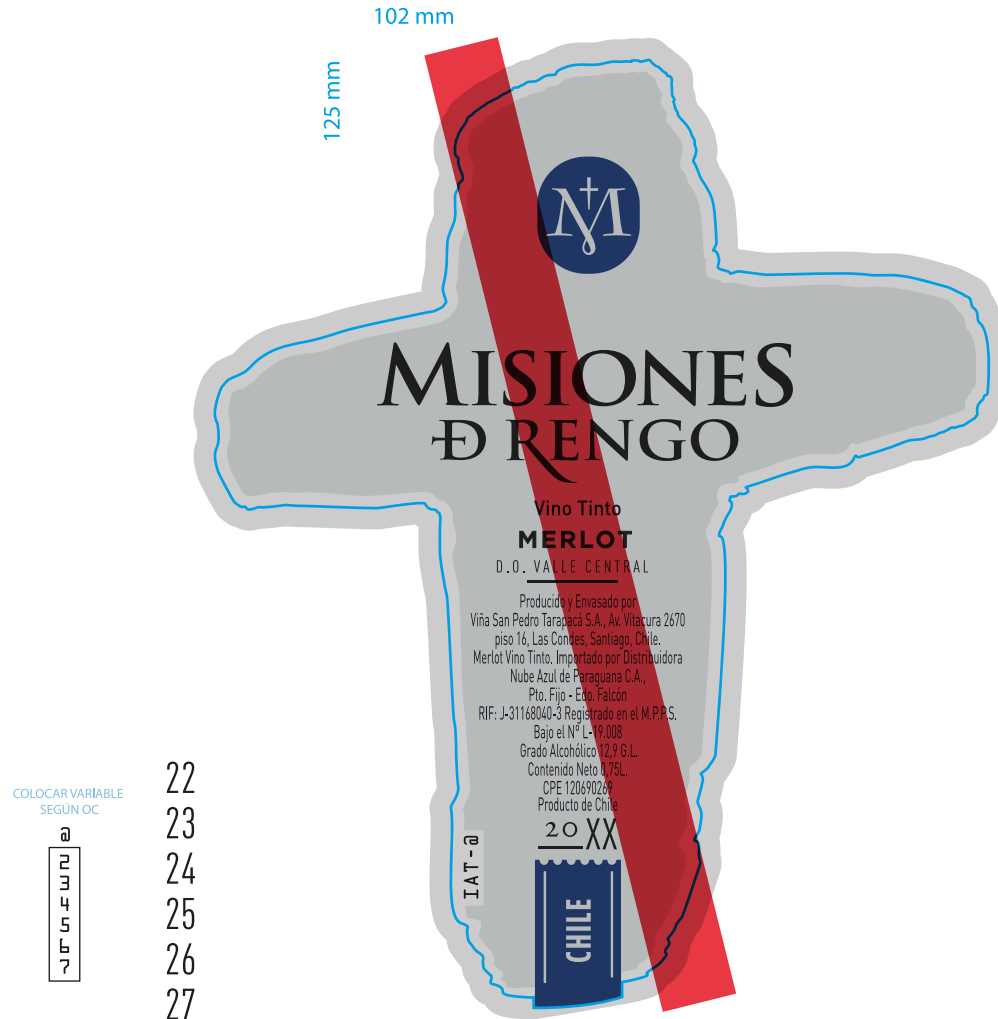 102 mm
125 mm
M
MISIONES
Đ RENGO
Vino Tinto
MERLOT
D.O. VALLE CENTRAL
Producido y Envasado por
Viña San Pedro Tarapacá S.A., Av. Vitacura 2670
piso 16, Las Condes, Santiago, Chile.
Merlot Vino Tinto. Importado por Distribuidora
Nube Azul de Paraguana C.A.,
Pto. Fijo - Edo. Falcón
RIF: J-31168040-3 Registrado en el M.P.P.S.
Bajo el Nº L-19.008
Grado Alcohólico 12,9 G.L.
Contenido Neto 0,75L.
CPE 120690269
Producto de Chile
20 XX
IAT-@
CHILE
COLOCAR VARIABLE
SEGÚN OC
@
2
3
4
5
6
7
22
23
24
25
26
27